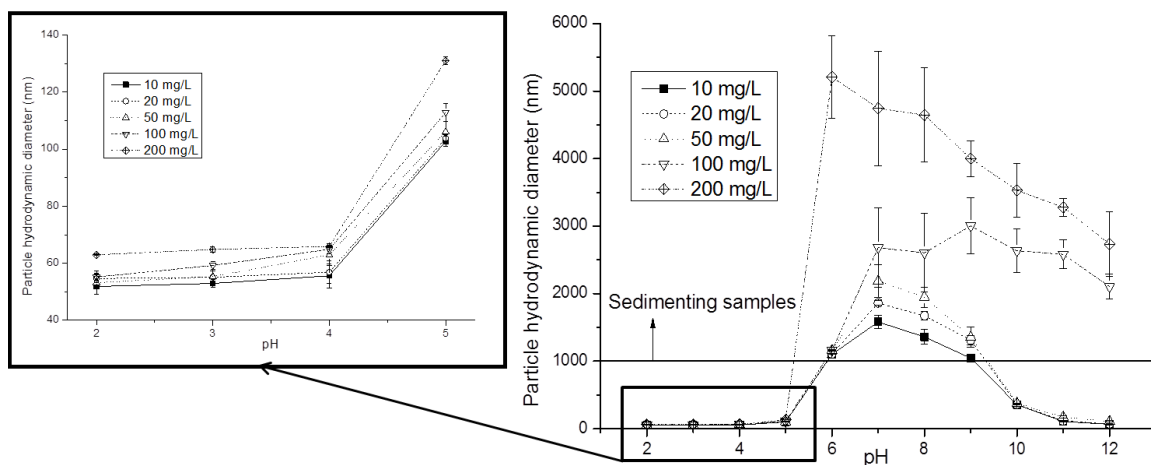 Particle hydrodynamic diameter (nm)
140
120
100
80
60
40
10 mg/L
20 mg/L
50 mg/L
100 mg/L
200 mg/L
2
3
4
5
pH
Particle hydrodynamic diameter (nm)
6000
5000
4000
3000
2000
1000
0
10 mg/L
20 mg/L
50 mg/L
100 mg/L
200 mg/L
Sedimenting samples
2
4
6
8
10
12
pH